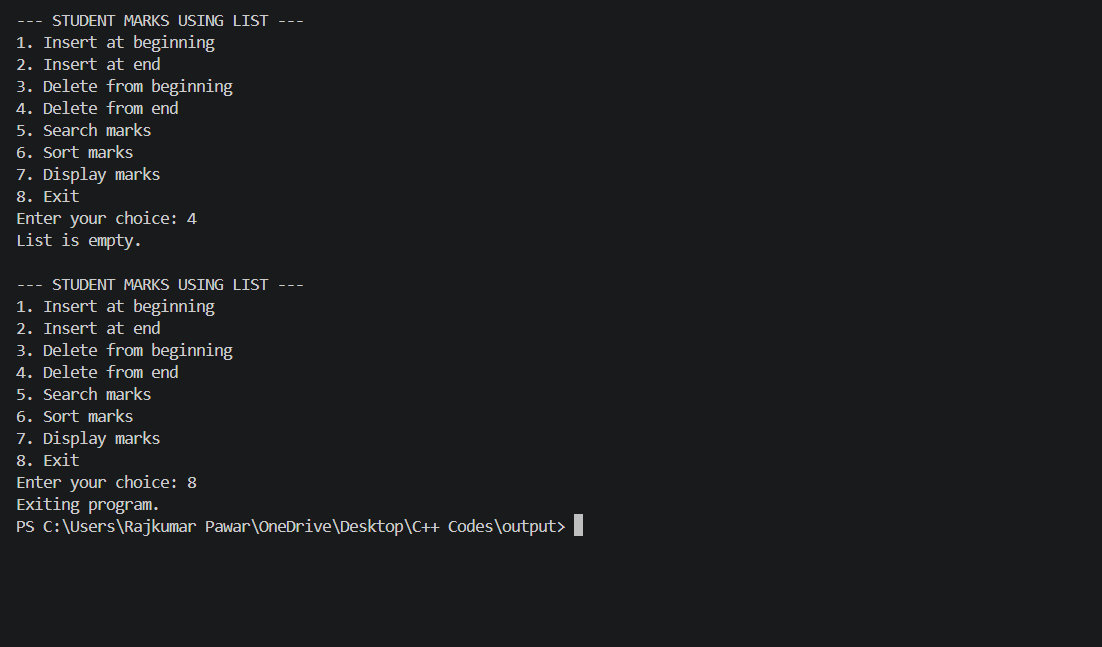 --- STUDENT MARKS USING LIST ---
1. Insert at beginning
2. Insert at end
3. Delete from beginning
4. Delete from end
5. Search marks
6. Sort marks
7. Display marks
8. Exit
Enter your choice: 4
List is empty.

--- STUDENT MARKS USING LIST ---
1. Insert at beginning
2. Insert at end
3. Delete from beginning
4. Delete from end
5. Search marks
6. Sort marks
7. Display marks
8. Exit
Enter your choice: 8
Exiting program.
PS C:\Users\Rajkumar Pawar\OneDrive\Desktop\C++ Codes\output>